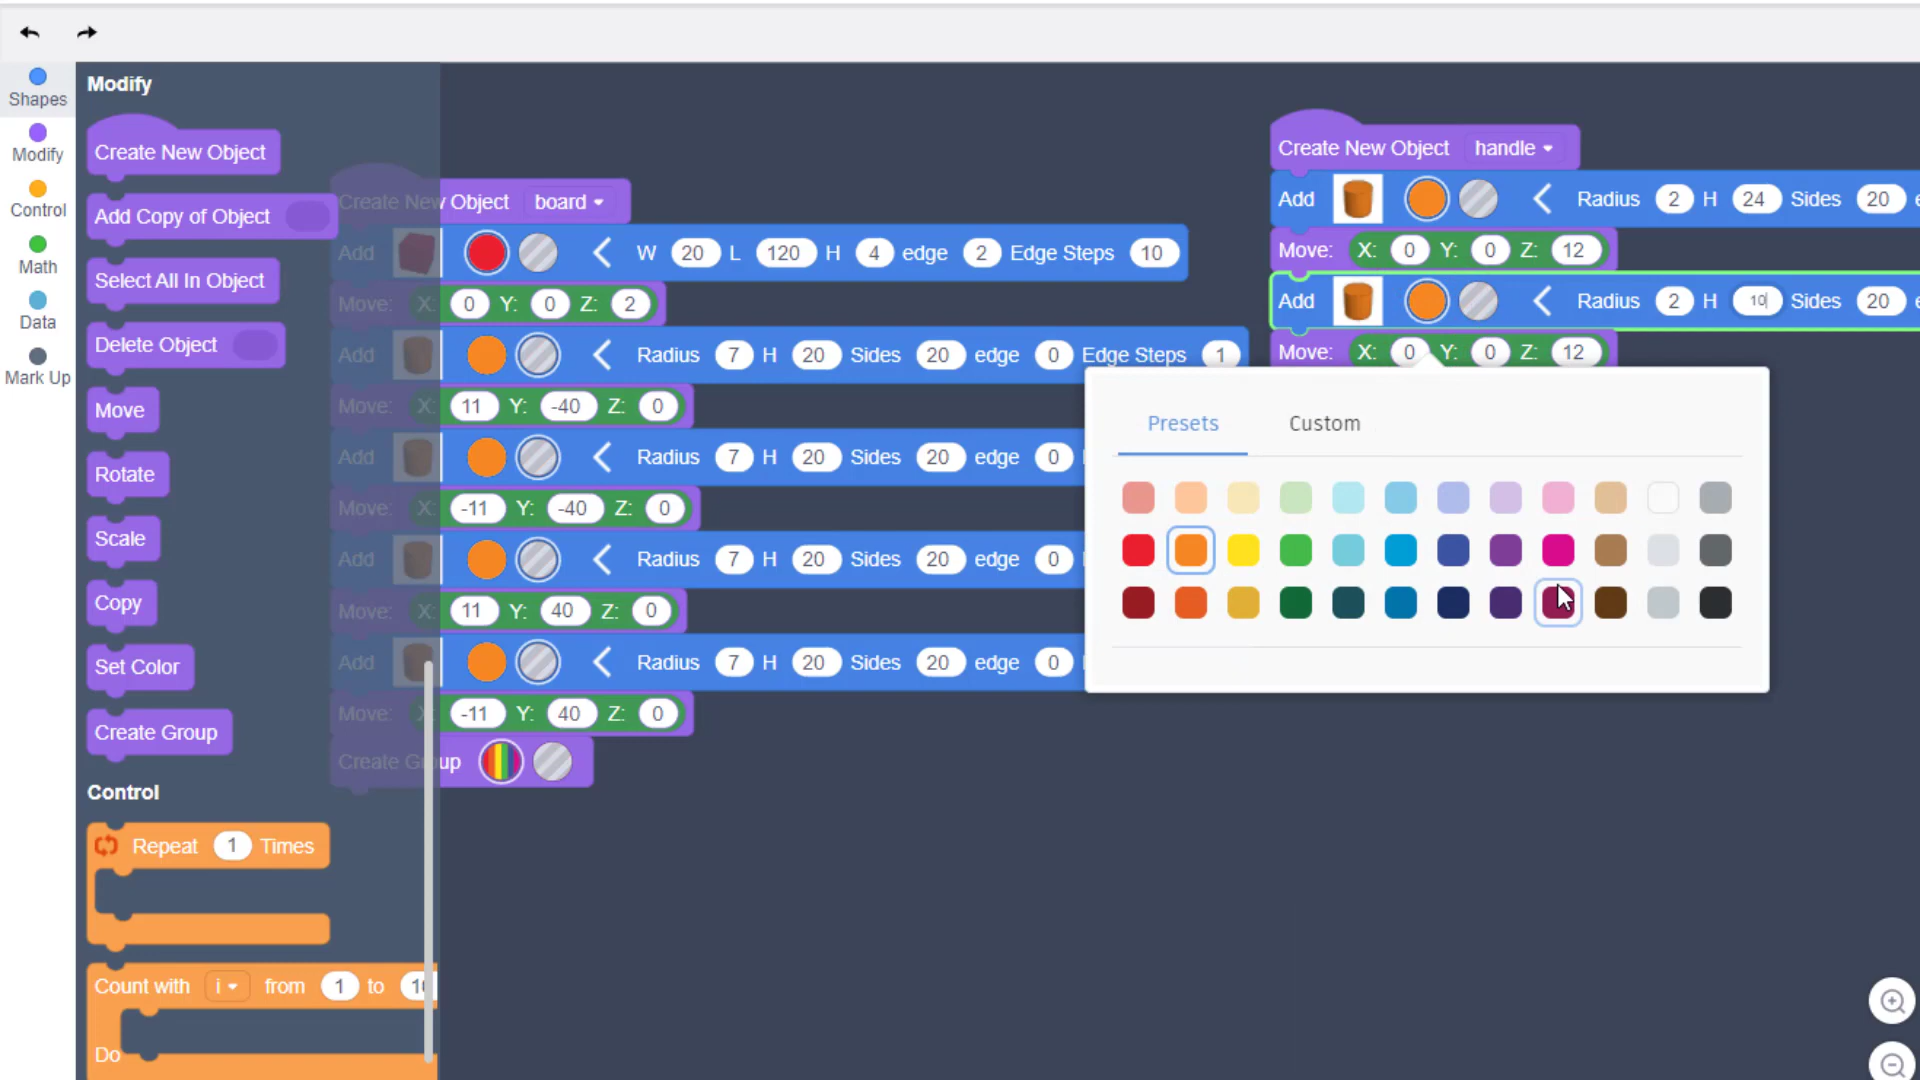 Shapes
Modify
Control
Math
Data
Mark Up
Modify
Create New Object
Add Copy of Object
Select All In Object
Delete Object
Move
Rotate
Scale
Copy
Set Color
Create Group
Control
Repeat 1 Times
Count with i from 1 to 10
Do
Create New Object board
Add W 20 L 120 H 4 edge 2 Edge Steps 10
Move: X: 0 Y: 0 Z: 2
Add Radius 7 H 20 Sides 20 edge 0 Edge Steps 1
Move: X: 11 Y: -40 Z: 0
Add Radius 7 H 20 Sides 20 edge 0
Move: X: -11 Y: -40 Z: 0
Add Radius 7 H 20 Sides 20 edge 0
Move: X: 11 Y: 40 Z: 0
Add Radius 7 H 20 Sides 20 edge 0
Move: X: -11 Y: 40 Z: 0
Create Group
Create New Object handle
Add Radius 2 H 24 Sides 20 e
Move: X: 0 Y: 0 Z: 12
Add Radius 2 H 10 Sides 20 e
Move: X: 0 Y: 0 Z: 12
Presets Custom